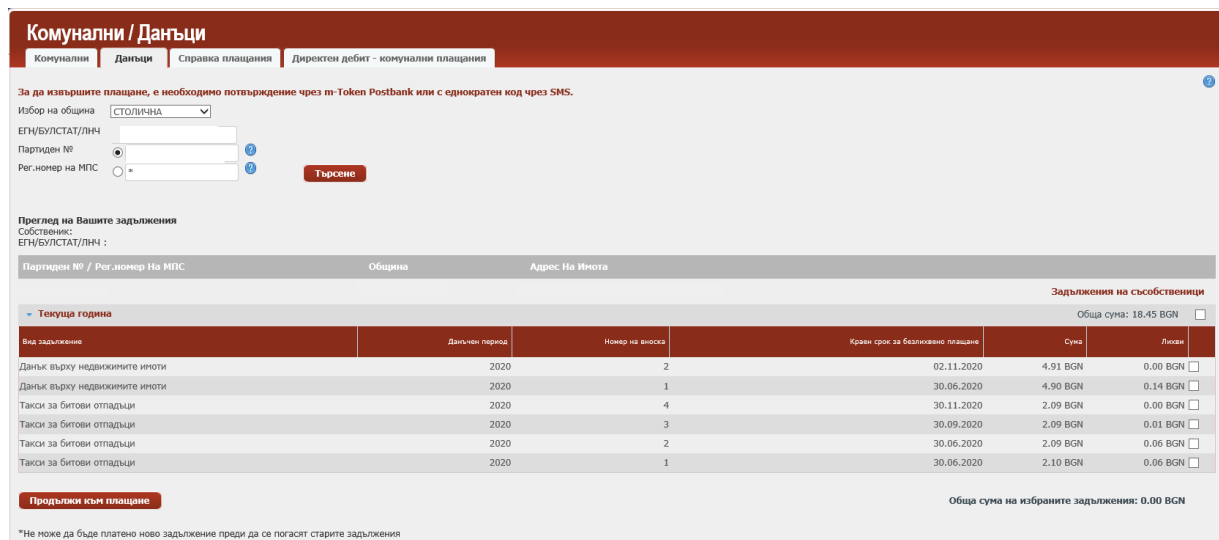 Комунални / Данъци
Комунални Данъци Справка плащания Директен дебит - комунални плащания
За да извършите плащане, е необходимо потвърждение чрез m-Token Postbank или с еднократен код чрез SMS.
Избор на община СТОЛИЧНА
ЕГН/БУЛСТАТ/ЛНЧ
Партиден №
Рег.номер на МПС *
Търсене
Преглед на Вашите задължения
Собственик:
ЕГН/БУЛСТАТ/ЛНЧ :
Партиден № / Рег.номер На МПС Община Адрес На Имота
Задължения на съсобственици
Текуща година Обща сума: 18.45 BGN
Вид задължение Данъчен период Номер на вноска Краен срок за безлихвено плащане Сума Лихви
Данък върху недвижимите имоти 2020 2 02.11.2020 4.91 BGN 0.00 BGN
Данък върху недвижимите имоти 2020 1 30.06.2020 4.90 BGN 0.14 BGN
Такси за битови отпадъци 2020 4 30.11.2020 2.09 BGN 0.00 BGN
Такси за битови отпадъци 2020 3 30.09.2020 2.09 BGN 0.01 BGN
Такси за битови отпадъци 2020 2 30.06.2020 2.09 BGN 0.06 BGN
Такси за битови отпадъци 2020 1 30.06.2020 2.10 BGN 0.06 BGN
Продължи към плащане Обща сума на избраните задължения: 0.00 BGN
*Не може да бъде платено ново задължение преди да се погасят старите задължения